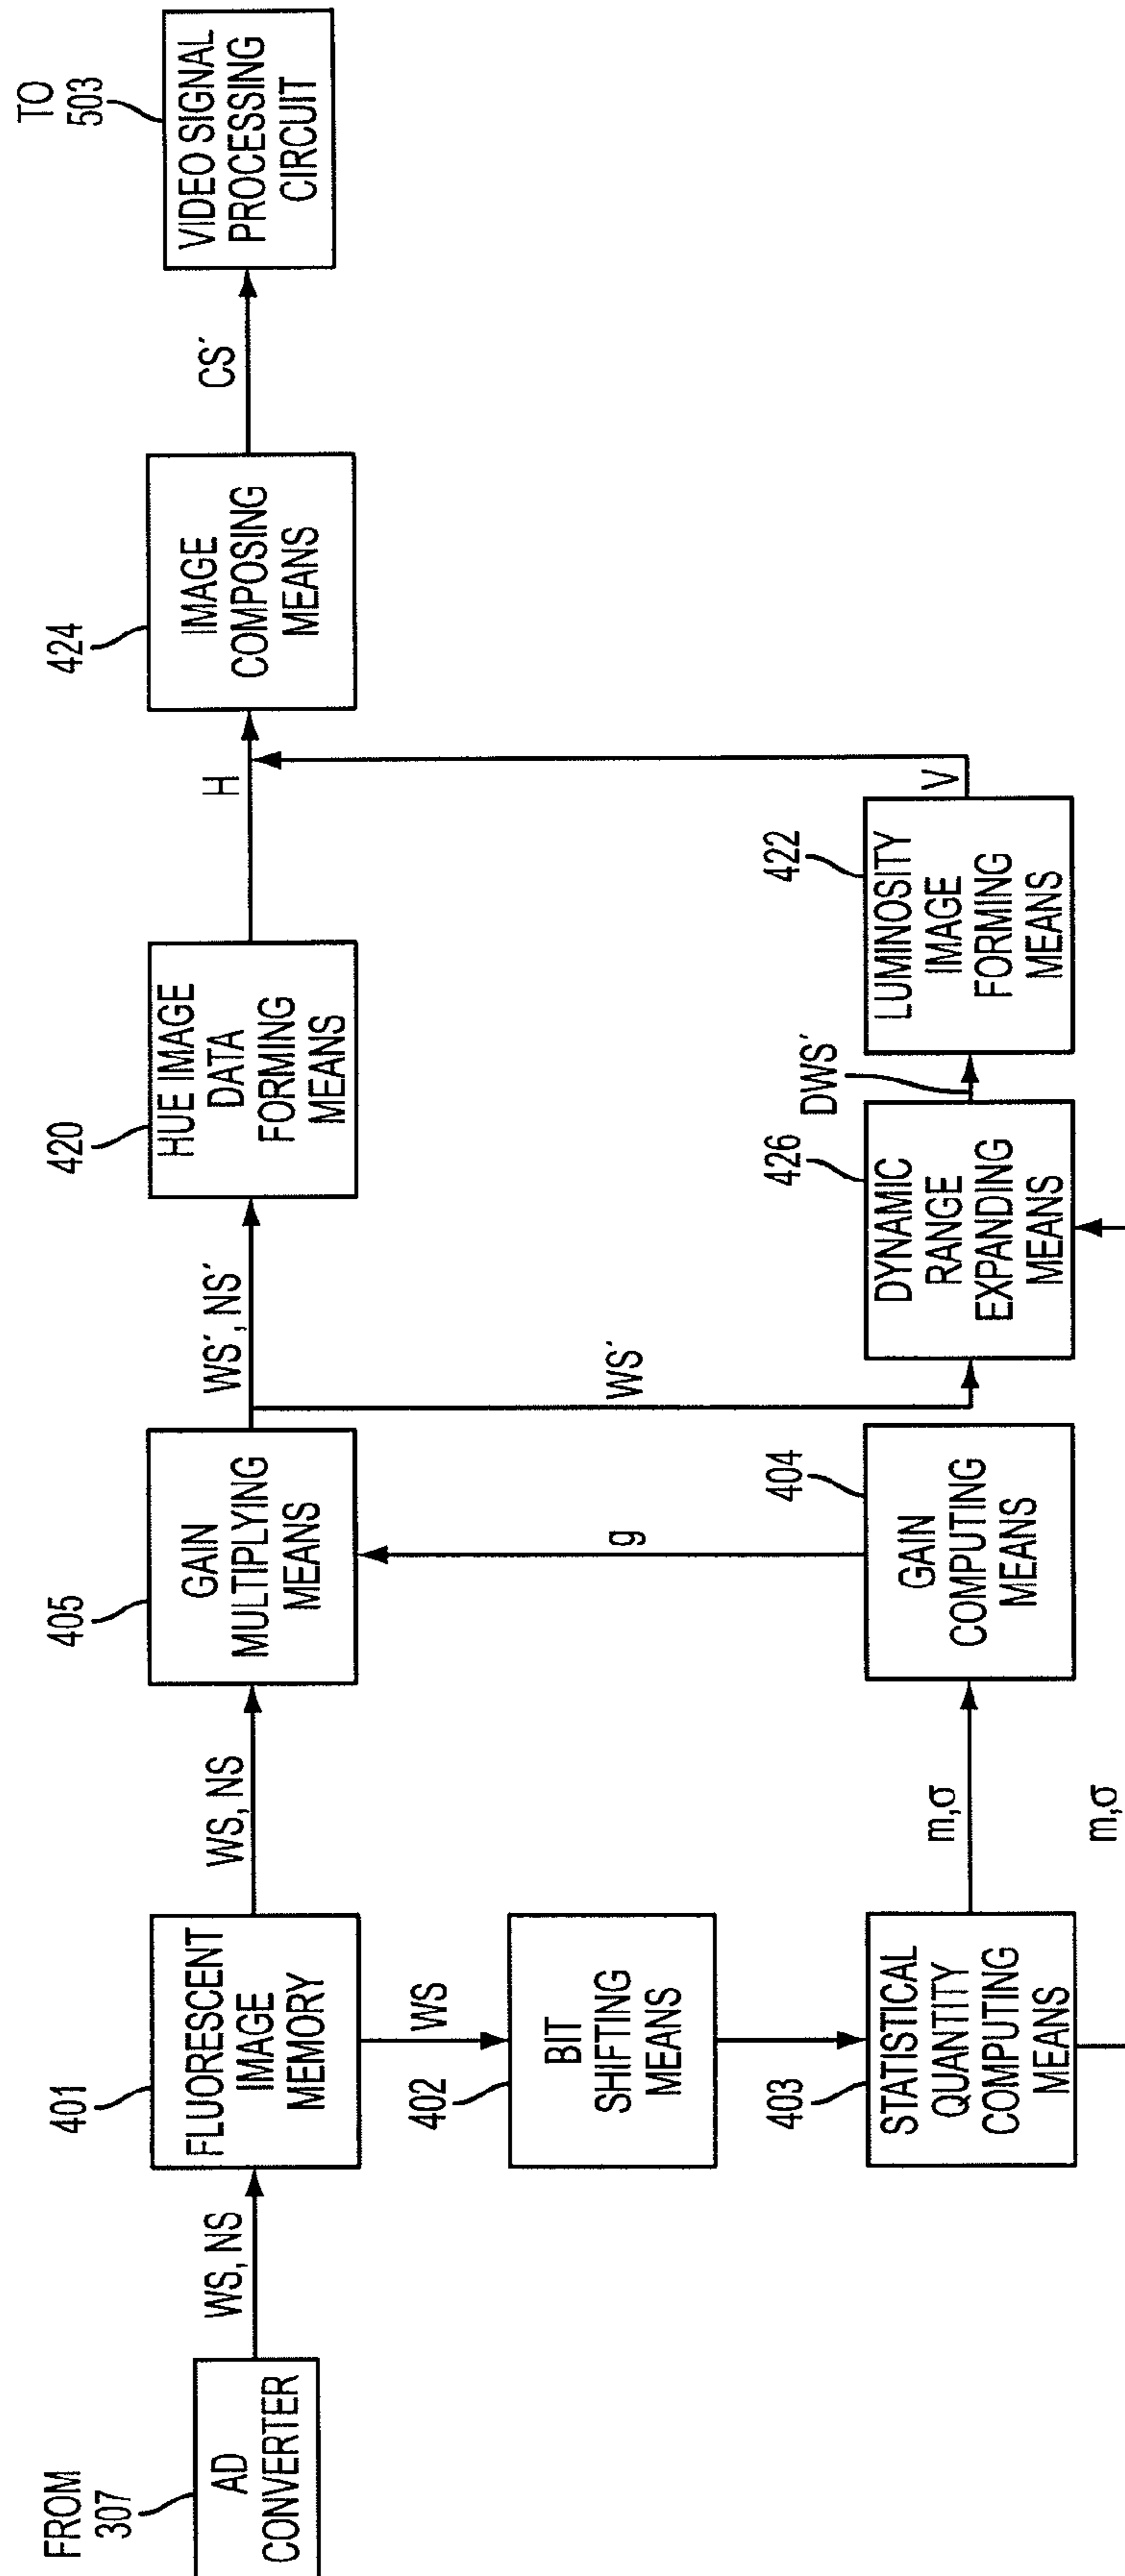 FROM
307
AD
CONVERTER
WS, NS
401
FLUORESCENT
IMAGE
MEMORY
WS, NS
405
GAIN
MULTIPLYING
MEANS
WS´, NS´
420
HUE IMAGE
DATA
FORMING
MEANS
H
424
IMAGE
COMPOSING
MEANS
CS´
TO
503
VIDEO SIGNAL
PROCESSING
CIRCUIT
WS
402
BIT
SHIFTING
MEANS
g
WS´
403
STATISTICAL
QUANTITY
COMPUTING
MEANS
m,σ
404
GAIN
COMPUTING
MEANS
426
DYNAMIC
RANGE
EXPANDING
MEANS
DWS´
422
LUMINOSITY
IMAGE
FORMING
MEANS
V
m,σ